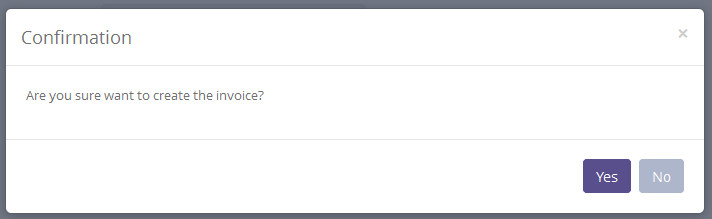 Confirmation
×
Are you sure want to create the invoice?
Yes No